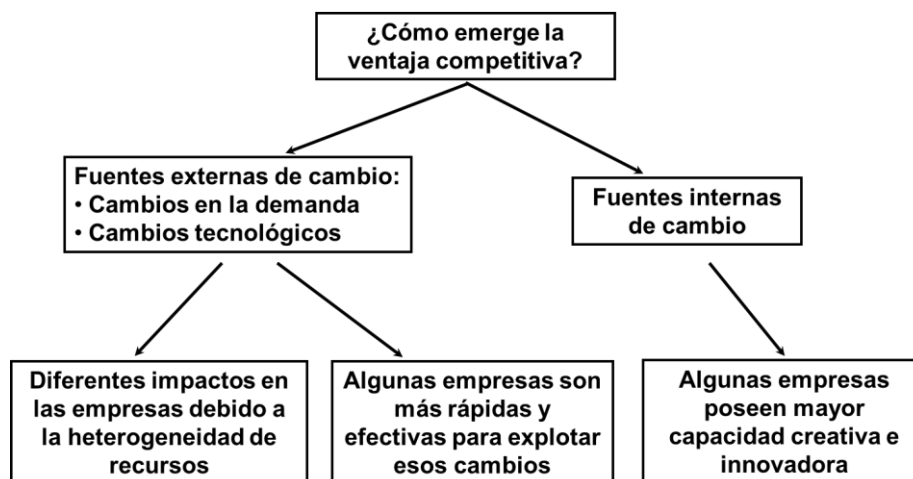 ¿Cómo emerge la
ventaja competitiva?
Fuentes externas de cambio:
• Cambios en la demanda
• Cambios tecnológicos
Fuentes internas
de cambio
Diferentes impactos en
las empresas debido a
la heterogeneidad de
recursos
Algunas empresas son
más rápidas y
efectivas para explotar
esos cambios
Algunas empresas
poseen mayor
capacidad creativa e
innovadora